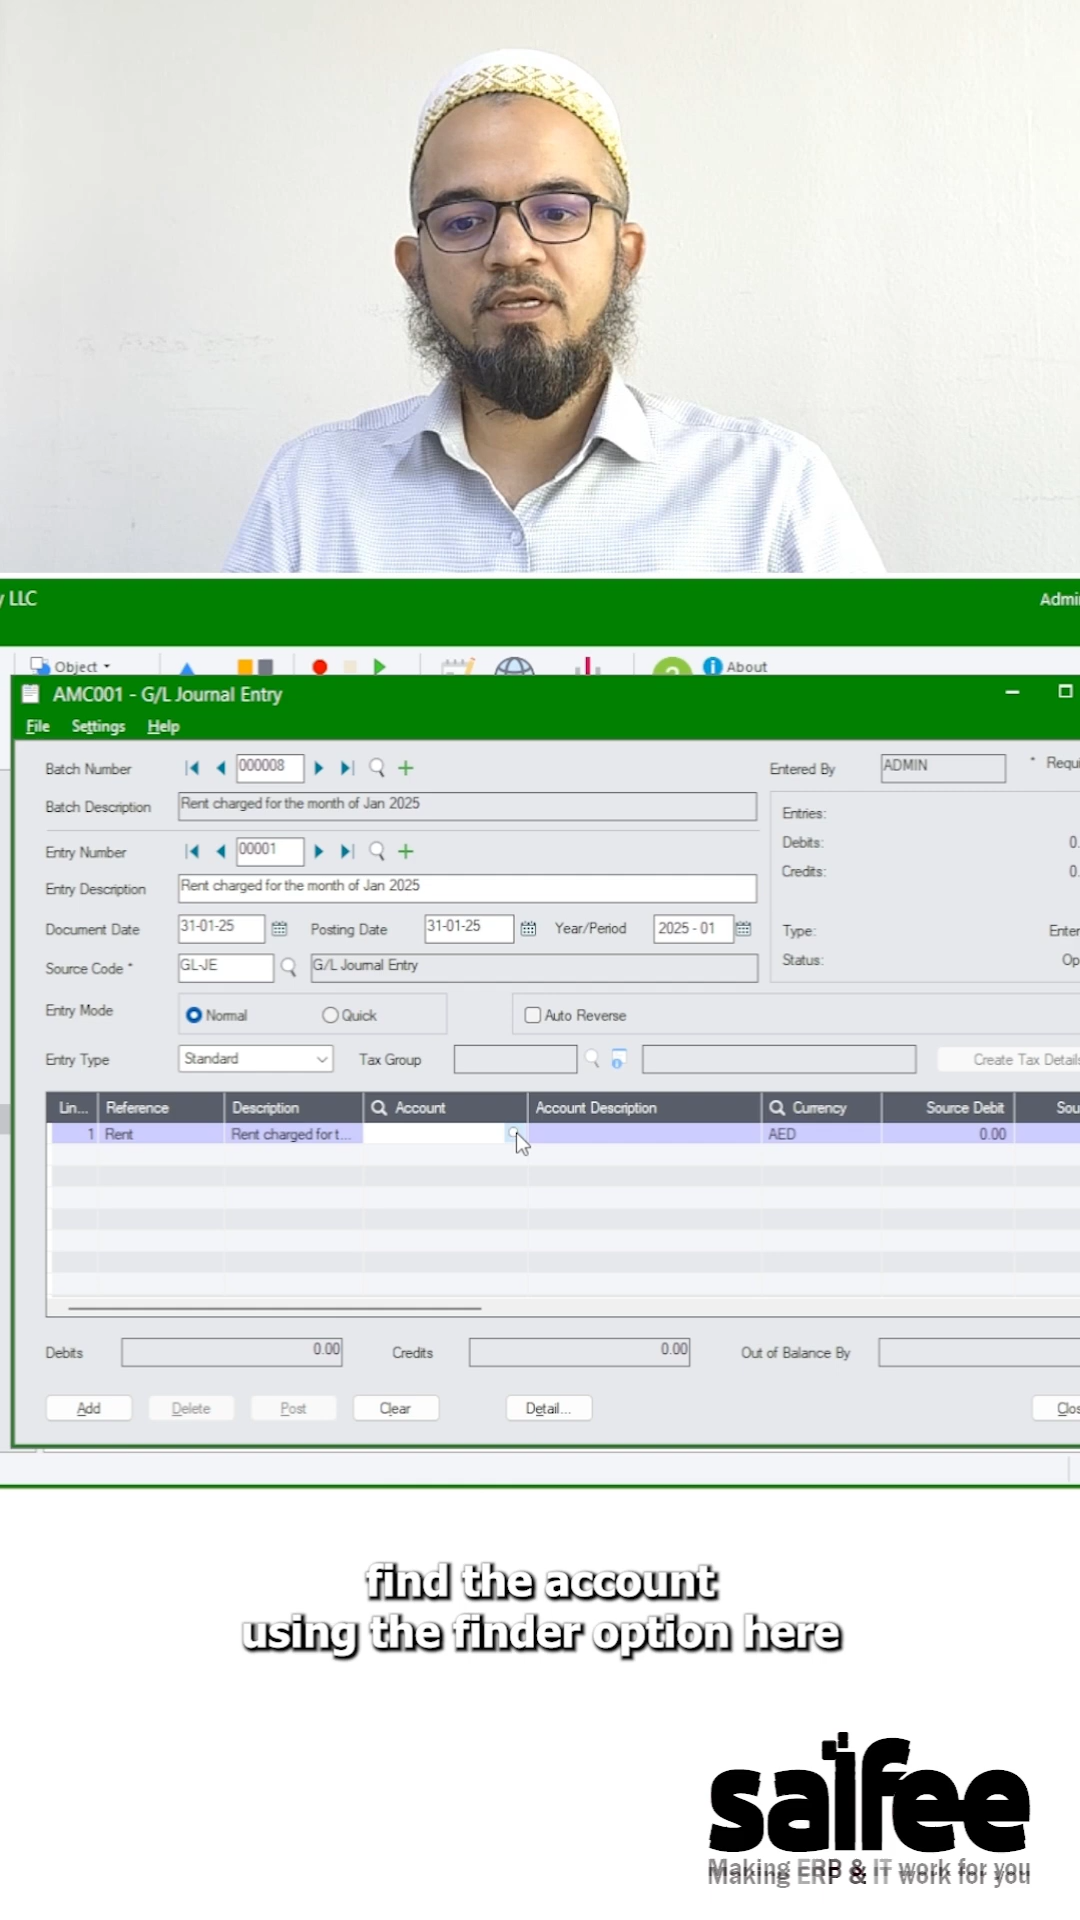 y LLC
Admi
Object
About
AMC001 - G/L Journal Entry
File Settings Help
Batch Number 000008 Entered By ADMIN * Requi
Batch Description Rent charged for the month of Jan 2025
Entries:
Debits: 0.
Credits: 0.
Entry Number 00001
Entry Description Rent charged for the month of Jan 2025
Document Date 31-01-25 Posting Date 31-01-25 Year/Period 2025 - 01
Type: Enter
Source Code * GL-JE G/L Journal Entry
Status: Op
Entry Mode Normal Quick Auto Reverse
Entry Type Standard Tax Group Create Tax Details
Lin... Reference Description Account Account Description Currency Source Debit Sou
1 Rent Rent charged for t... AED 0.00
Debits 0.00 Credits 0.00 Out of Balance By
Add Delete Post Clear Detail... Clos
find the account
using the finder option here
saifee
Making ERP & IT work for you